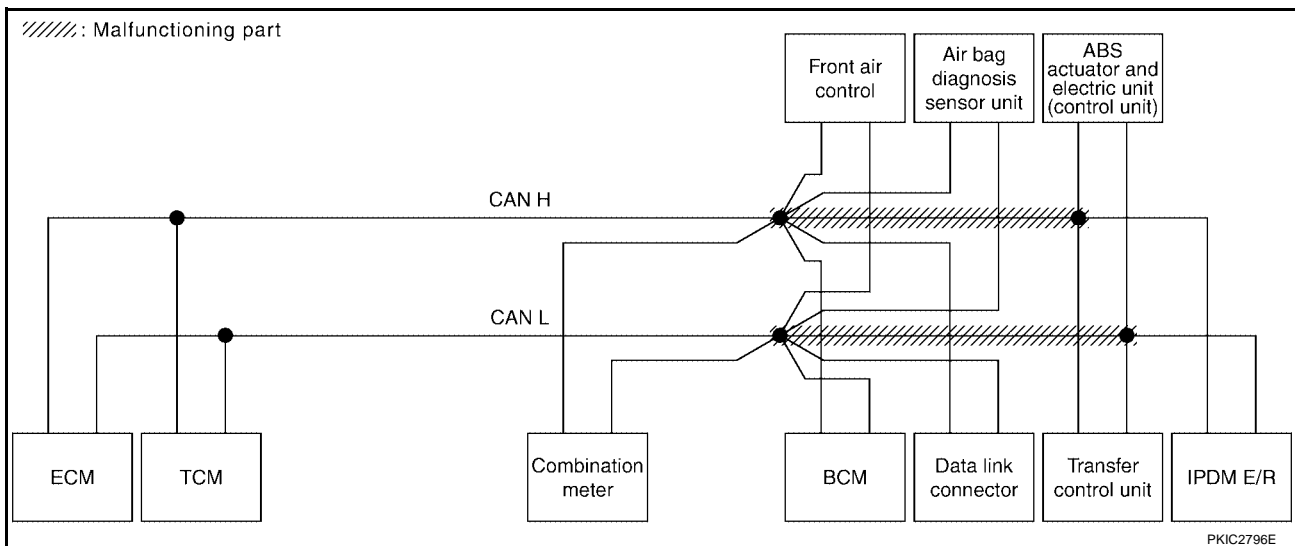 : Malfunctioning part
Front air
control
Air bag
diagnosis
sensor unit
ABS
actuator and
electric unit
(control unit)
CAN H
CAN L
ECM
TCM
Combination
meter
BCM
Data link
connector
Transfer
control unit
IPDM E/R
PKIC2796E